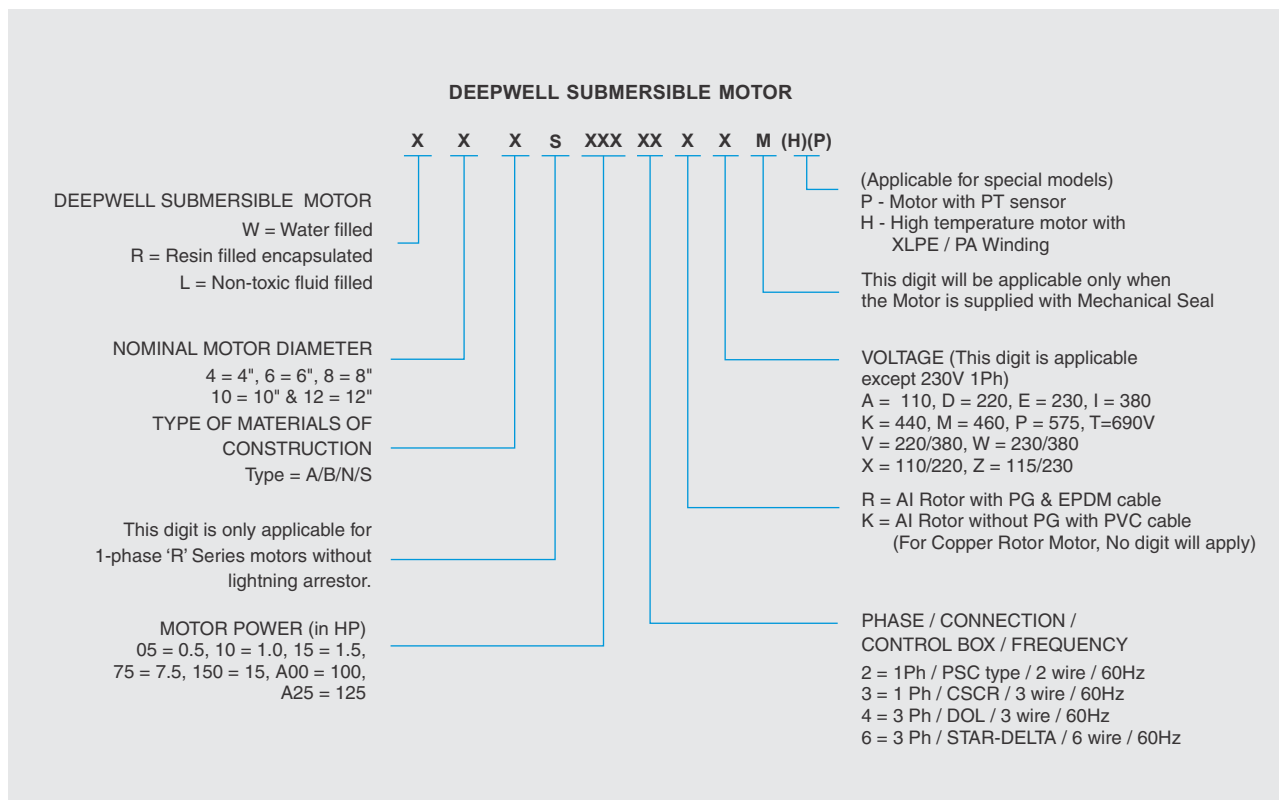 DEEPWELL SUBMERSIBLE MOTOR
X X X S XXX XX X X M (H)(P)
DEEPWELL SUBMERSIBLE MOTOR
W = Water filled
R = Resin filled encapsulated
L = Non-toxic fluid filled
NOMINAL MOTOR DIAMETER
4 = 4", 6 = 6", 8 = 8"
10 = 10" & 12 = 12"
TYPE OF MATERIALS OF
CONSTRUCTION
Type = A/B/N/S
This digit is only applicable for
1-phase ‘R’ Series motors without
lightning arrestor.
MOTOR POWER (in HP)
05 = 0.5, 10 = 1.0, 15 = 1.5,
75 = 7.5, 150 = 15, A00 = 100,
A25 = 125
(Applicable for special models)
P - Motor with PT sensor
H - High temperature motor with
XLPE / PA Winding
This digit will be applicable only when
the Motor is supplied with Mechanical Seal
VOLTAGE (This digit is applicable
except 230V 1Ph)
A = 110, D = 220, E = 230, I = 380
K = 440, M = 460, P = 575, T=690V
V = 220/380, W = 230/380
X = 110/220, Z = 115/230
R = AI Rotor with PG & EPDM cable
K = AI Rotor without PG with PVC cable
(For Copper Rotor Motor, No digit will apply)
PHASE / CONNECTION /
CONTROL BOX / FREQUENCY
2 = 1Ph / PSC type / 2 wire / 60Hz
3 = 1 Ph / CSCR / 3 wire / 60Hz
4 = 3 Ph / DOL / 3 wire / 60Hz
6 = 3 Ph / STAR-DELTA / 6 wire / 60Hz